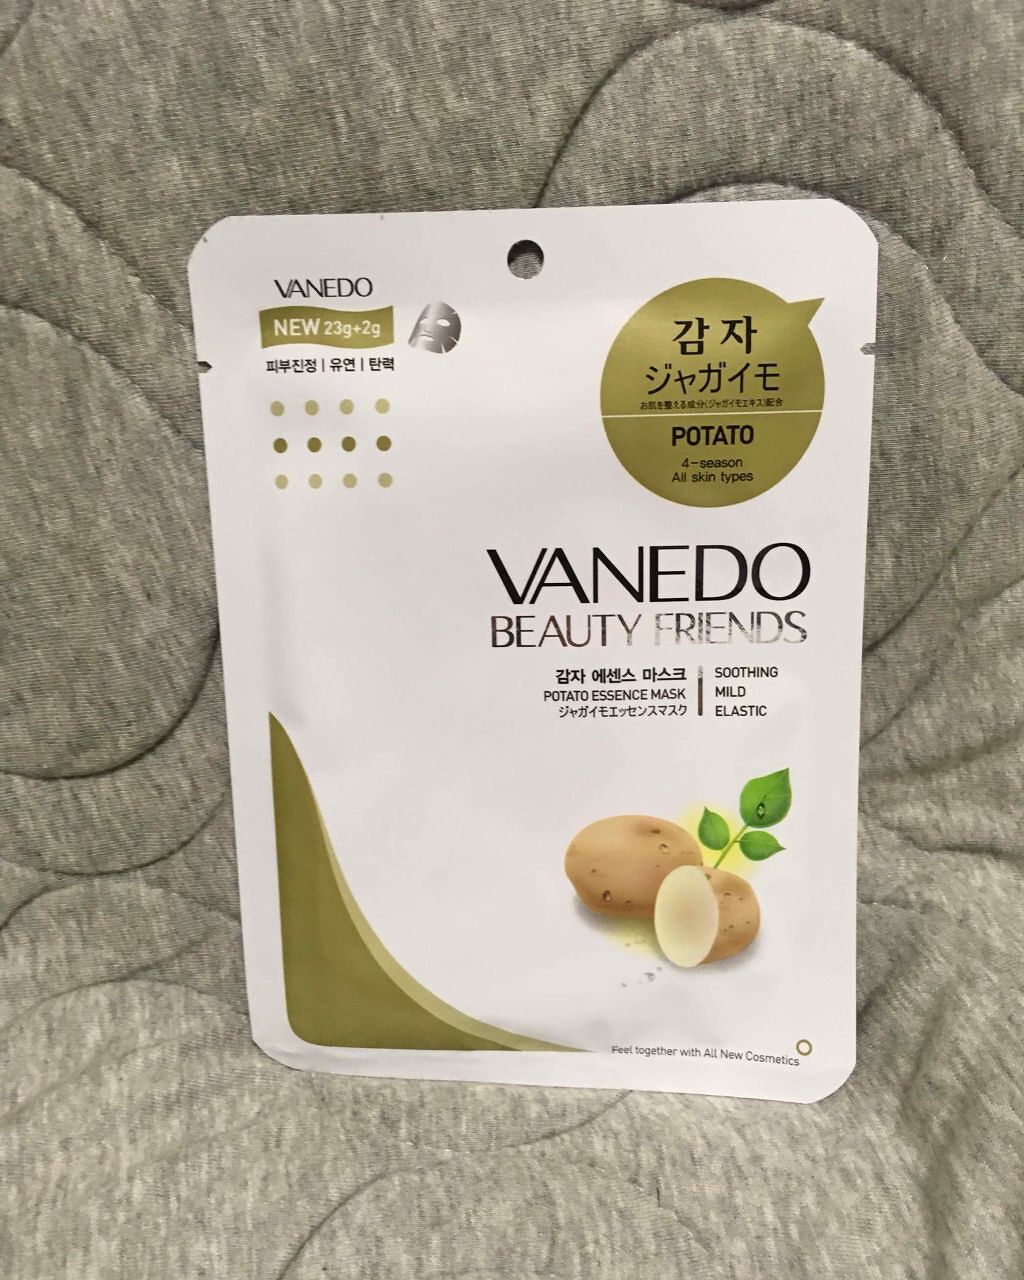 VANEDO
NEW 23g+2g
피부진정 | 유연 | 탄력
감자
ジャガイモ
お肌を整える成分(ジャガイモエキス)配合
POTATO
4-season
All skin types
VANEDO
BEAUTY FRIENDS
감자 에센스 마스크
POTATO ESSENCE MASK
ジャガイモエッセンスマスク
SOOTHING
MILD
ELASTIC
Feel together with All New Cosmetics